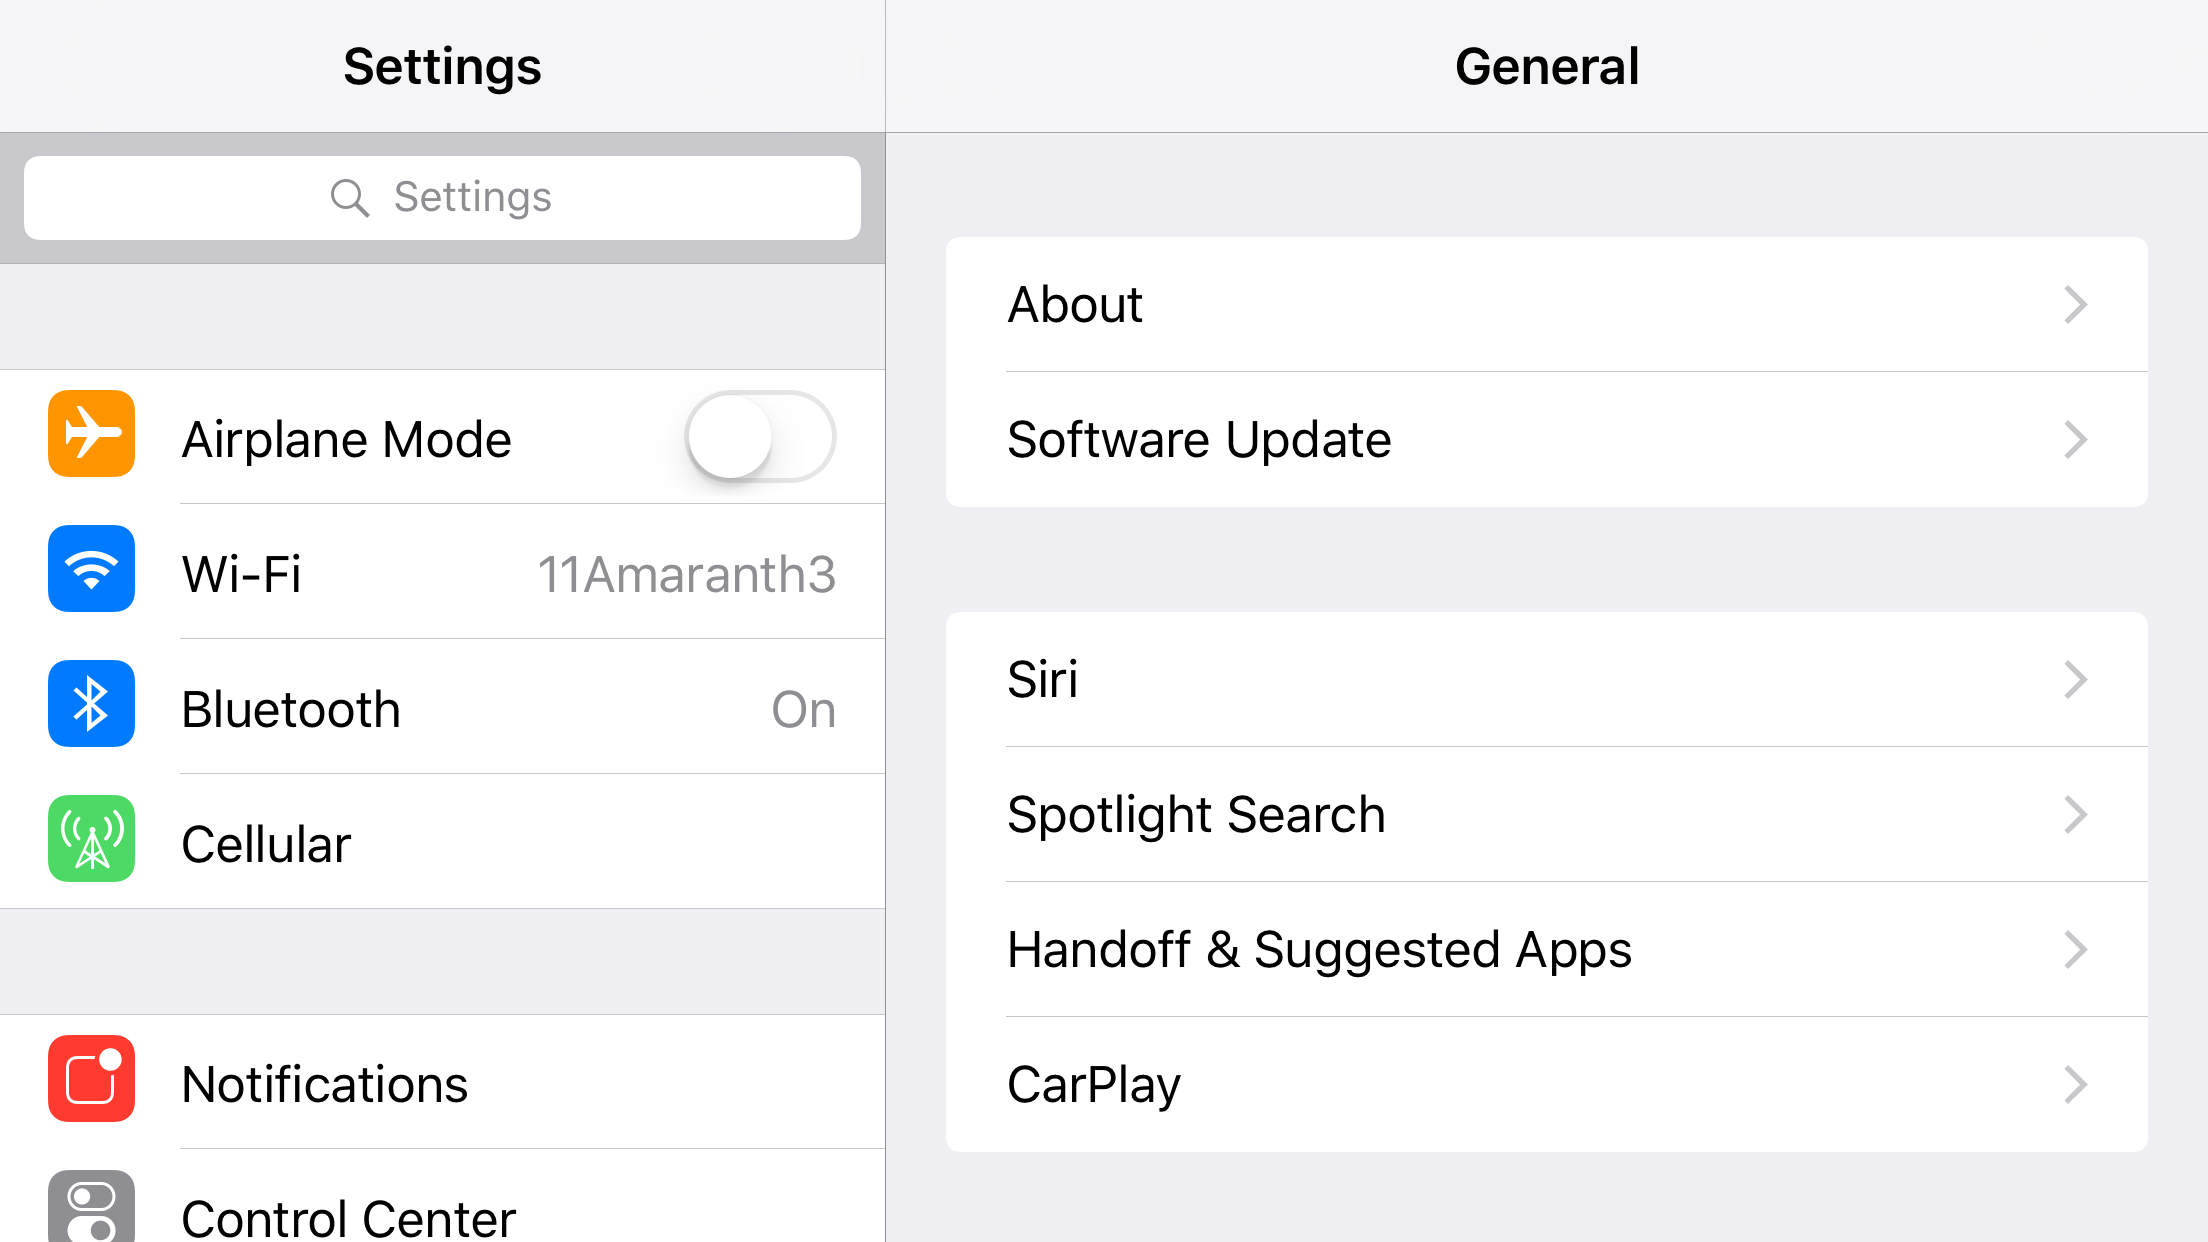 Settings
Settings
Airplane Mode
Wi-Fi 11Amaranth3
Bluetooth On
Cellular
Notifications
Control Center
General
About
Software Update
Siri
Spotlight Search
Handoff & Suggested Apps
CarPlay